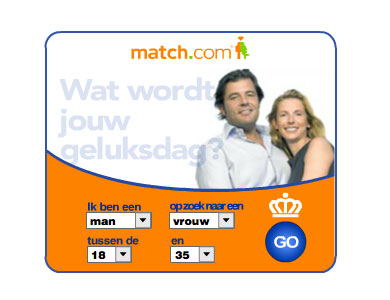 match.com
Wat wordt
jouw
geluksdag?
Ik ben een
op zoek naar een
man
vrouw
tussen de
en
18
35
GO